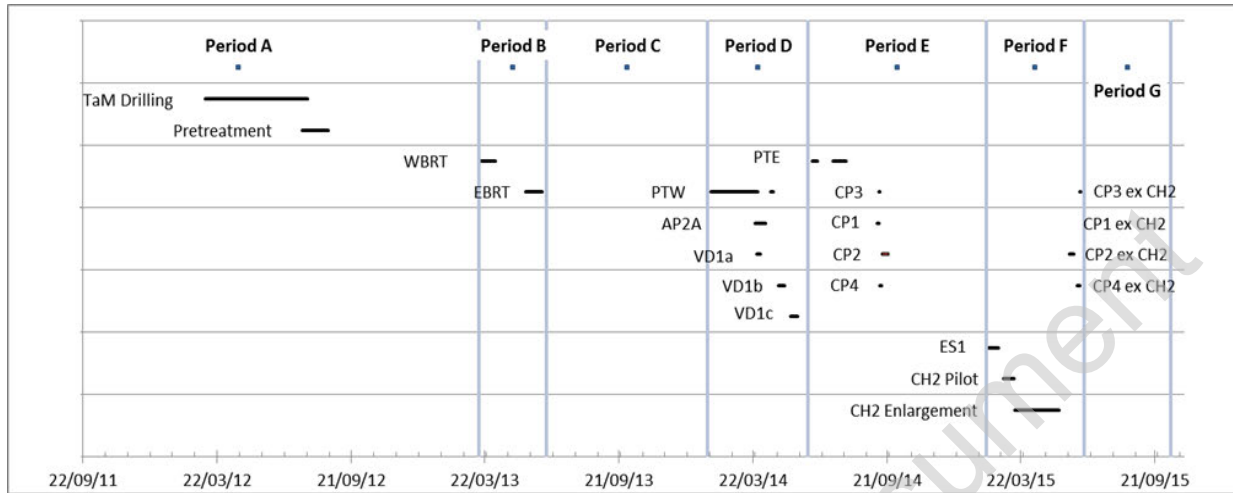 Period A Period B Period C Period D Period E Period F
Period G
TaM Drilling
Pretreatment
WBRT PTE
EBRT PTW CP3 CP3 ex CH2
AP2A CP1 CP1 ex CH2
VD1a CP2 CP2 ex CH2
VD1b CP4 CP4 ex CH2
VD1c
ES1
CH2 Pilot
CH2 Enlargement
22/09/11 22/03/12 21/09/12 22/03/13 21/09/13 22/03/14 21/09/14 22/03/15 21/09/15